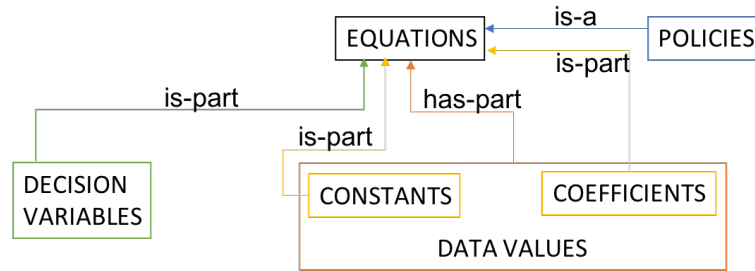 is-a
EQUATIONS
POLICIES
is-part
is-part
has-part
is-part
DECISION
VARIABLES
CONSTANTS
COEFFICIENTS
DATA VALUES